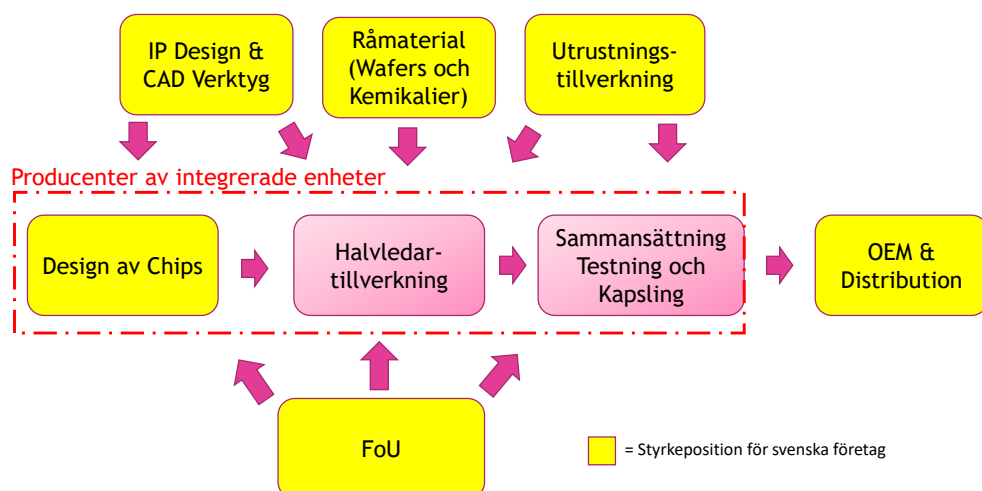 IP Design &
CAD Verktyg
Råmaterial
(Wafers och
Kemikalier)
Utrustnings-
tillverkning
Producenter av integrerade enheter
Design av Chips
Halvledar-
tillverkning
Sammansättning
Testning och
Kapsling
OEM &
Distribution
FoU
= Styrkeposition för svenska företag